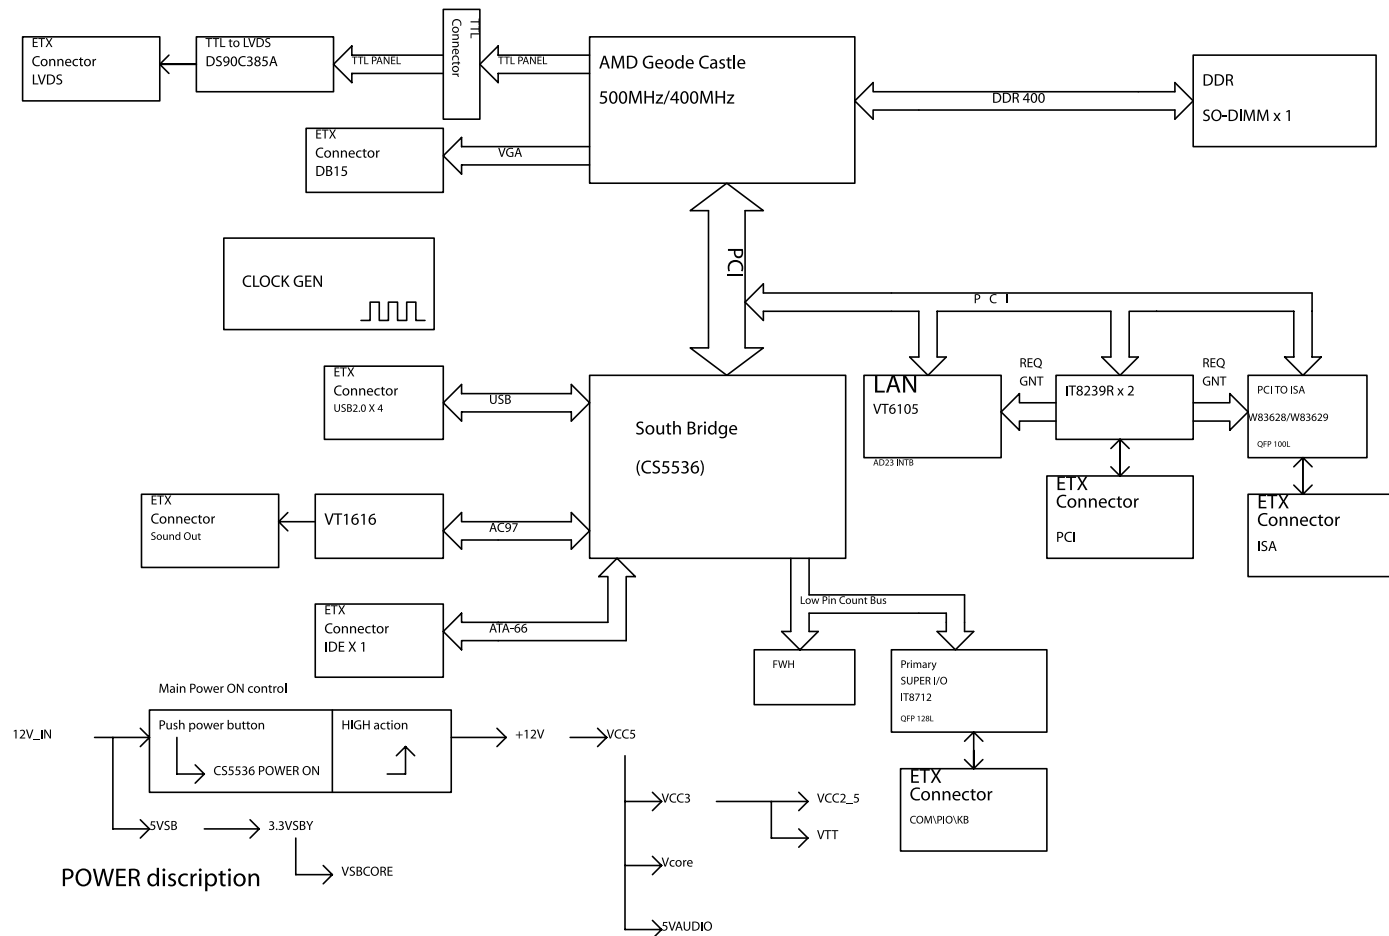 ETX
Connector
LVDS
TTL to LVDS
DS90C385A
TTL PANEL
TTL
Connector
TTL PANEL
AMD Geode Castle
500MHz/400MHz
DDR 400
DDR
SO-DIMM x 1
ETX
Connector
DB15
VGA
PCI
CLOCK GEN
P C I
ETX
Connector
USB2.0 X 4
USB
South Bridge
(CS5536)
LAN
VT6105
AD23 INTB
REQ
GNT
IT8239R x 2
REQ
GNT
PCI TO ISA
W83628/W83629
QFP 100L
ETX
Connector
PCI
ETX
Connector
ISA
ETX
Connector
Sound Out
VT1616
AC97
ETX
Connector
IDE X 1
ATA-66
Low Pin Count Bus
FWH
Primary
SUPER I/O
IT8712
QFP 128L
ETX
Connector
COM\PIO\KB
Main Power ON control
12V_IN
Push power button
CS5536 POWER ON
HIGH action
+12V
VCC5
VCC3
VCC2_5
VTT
Vcore
5VAUDIO
5VSB
3.3VSBY
VSBCORE
POWER discription